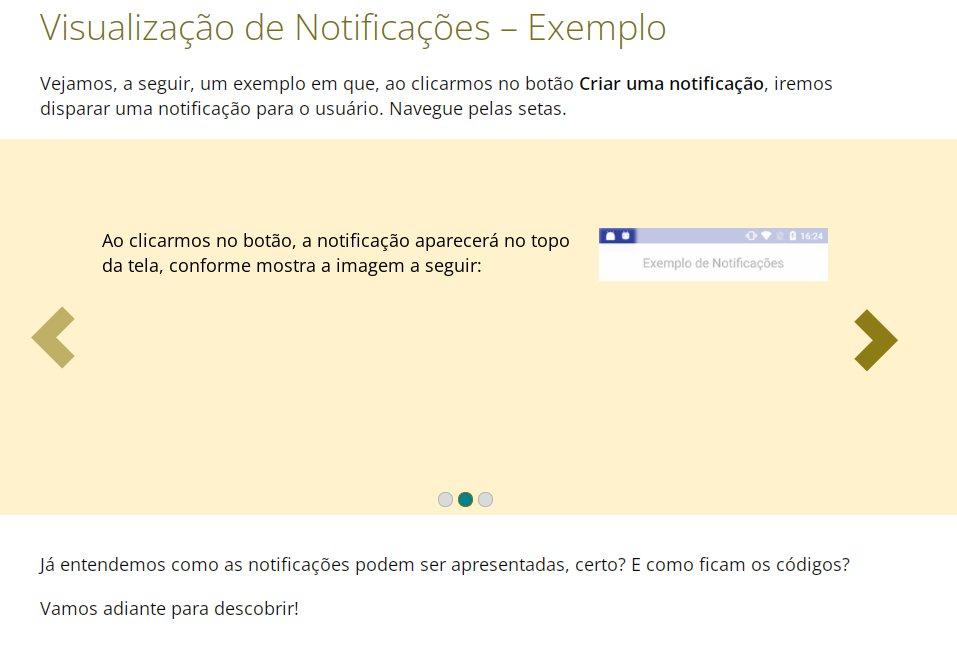 Visualização de Notificações – Exemplo
Vejamos, a seguir, um exemplo em que, ao clicarmos no botão Criar uma notificação, iremos
disparar uma notificação para o usuário. Navegue pelas setas.
Ao clicarmos no botão, a notificação aparecerá no topo
da tela, conforme mostra a imagem a seguir:
16:24
Exemplo de Notificações
Já entendemos como as notificações podem ser apresentadas, certo? E como ficam os códigos?
Vamos adiante para descobrir!